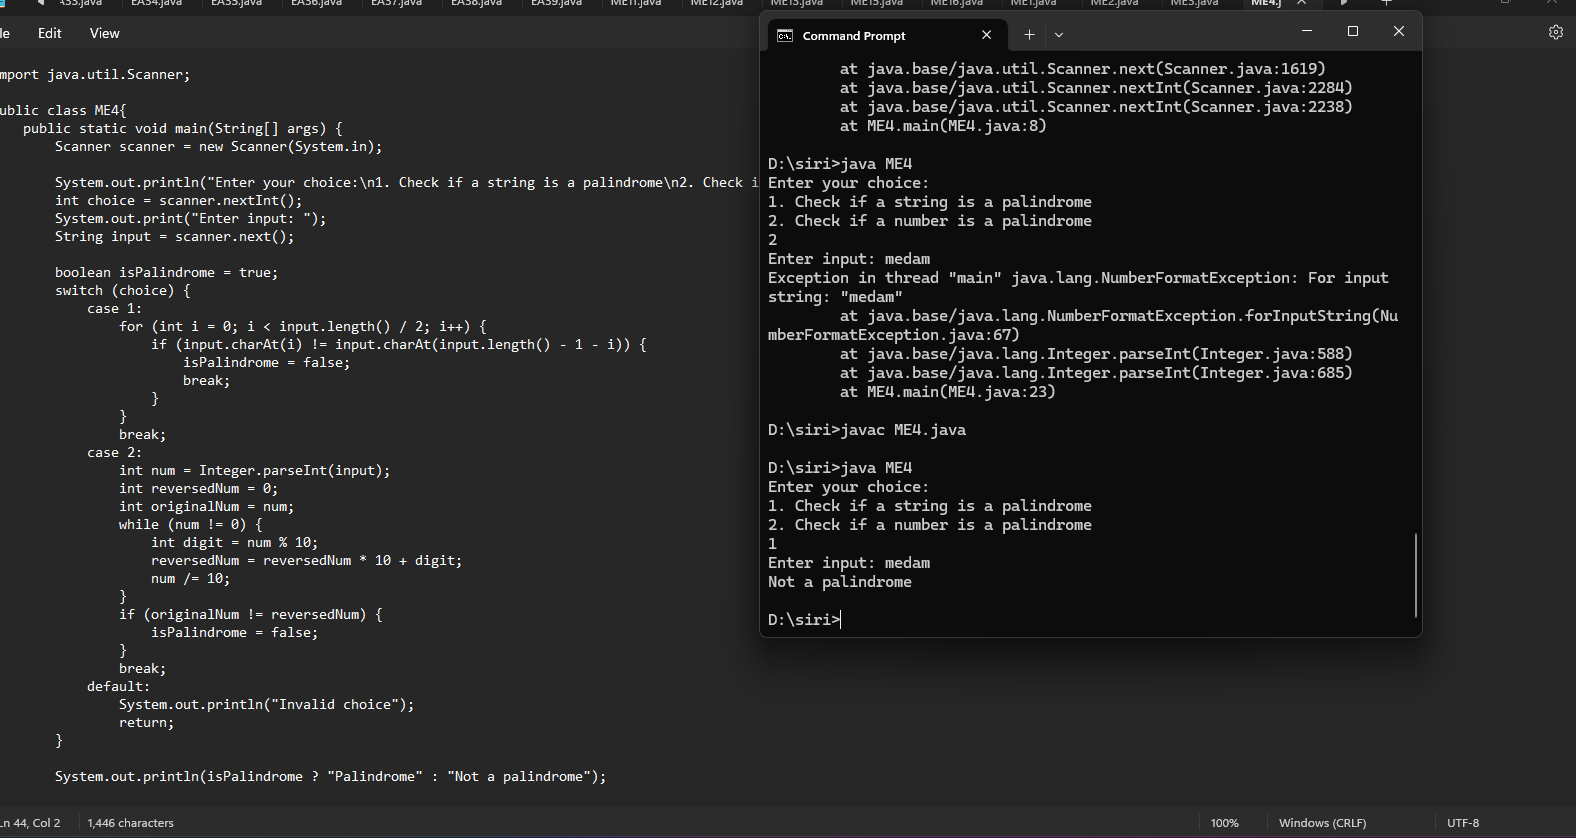 A33.java EA34.java EA35.java EA36.java EA37.java EA38.java EA39.java ME11.java ME12.java ME13.java ME15.java ME16.java ME1.java ME2.java ME3.java ME4.j
le Edit View
mport java.util.Scanner;
ublic class ME4{
public static void main(String[] args) {
Scanner scanner = new Scanner(System.in);
System.out.println("Enter your choice:\n1. Check if a string is a palindrome\n2. Check i
int choice = scanner.nextInt();
System.out.print("Enter input: ");
String input = scanner.next();
boolean isPalindrome = true;
switch (choice) {
case 1:
for (int i = 0; i < input.length() / 2; i++) {
if (input.charAt(i) != input.charAt(input.length() - 1 - i)) {
isPalindrome = false;
break;
}
}
break;
case 2:
int num = Integer.parseInt(input);
int reversedNum = 0;
int originalNum = num;
while (num != 0) {
int digit = num % 10;
reversedNum = reversedNum * 10 + digit;
num /= 10;
}
if (originalNum != reversedNum) {
isPalindrome = false;
}
break;
default:
System.out.println("Invalid choice");
return;
}
System.out.println(isPalindrome ? "Palindrome" : "Not a palindrome");
Ln 44, Col 2 1,446 characters 100% Windows (CRLF) UTF-8
Command Prompt
at java.base/java.util.Scanner.next(Scanner.java:1619)
at java.base/java.util.Scanner.nextInt(Scanner.java:2284)
at java.base/java.util.Scanner.nextInt(Scanner.java:2238)
at ME4.main(ME4.java:8)
D:\siri>java ME4
Enter your choice:
1. Check if a string is a palindrome
2. Check if a number is a palindrome
2
Enter input: medam
Exception in thread "main" java.lang.NumberFormatException: For input
string: "medam"
at java.base/java.lang.NumberFormatException.forInputString(Nu
mberFormatException.java:67)
at java.base/java.lang.Integer.parseInt(Integer.java:588)
at java.base/java.lang.Integer.parseInt(Integer.java:685)
at ME4.main(ME4.java:23)
D:\siri>javac ME4.java
D:\siri>java ME4
Enter your choice:
1. Check if a string is a palindrome
2. Check if a number is a palindrome
1
Enter input: medam
Not a palindrome
D:\siri>